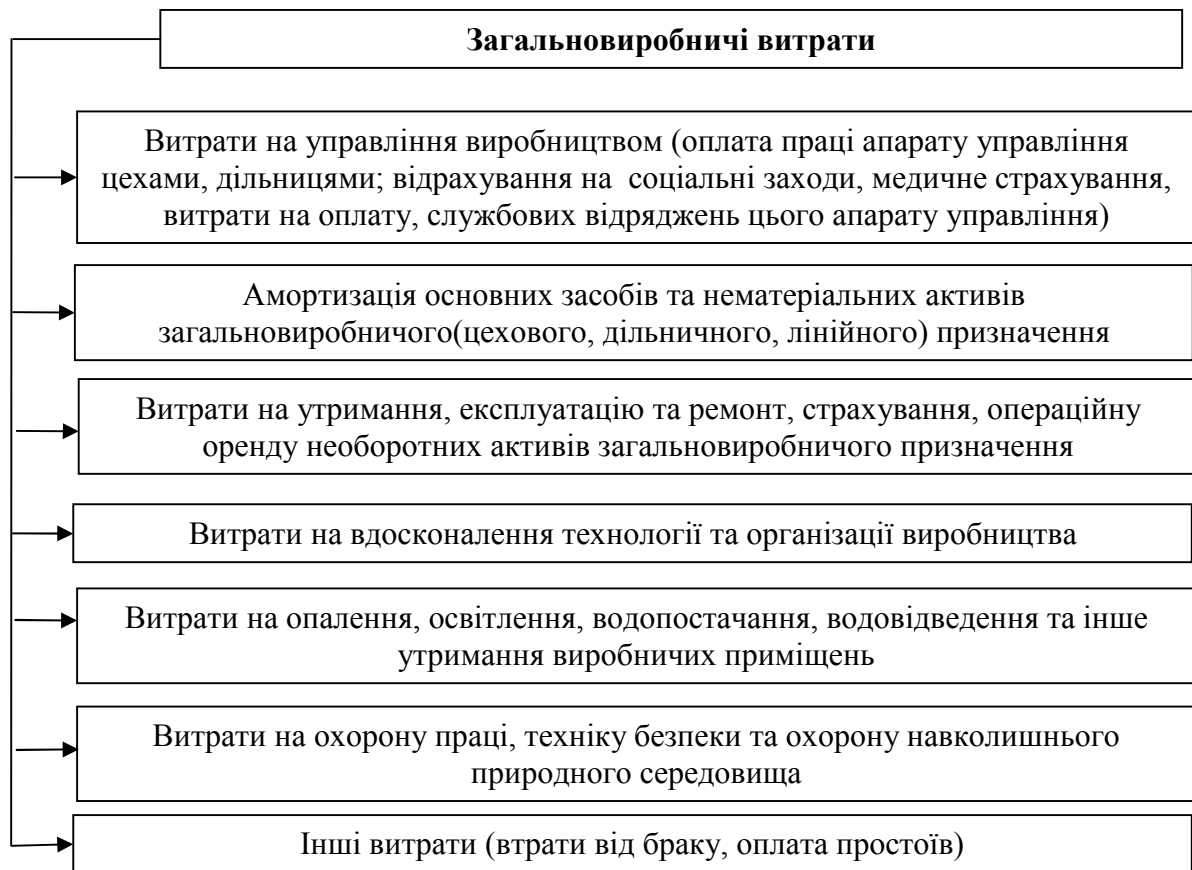 Загальновиробничі витрати
Витрати на управління виробництвом (оплата праці апарату управління
цехами, дільницями; відрахування на соціальні заходи, медичне страхування,
витрати на оплату, службових відряджень цього апарату управління)
Амортизація основних засобів та нематеріальних активів
загальновиробничого(цехового, дільничного, лінійного) призначення
Витрати на утримання, експлуатацію та ремонт, страхування, операційну
оренду необоротних активів загальновиробничого призначення
Витрати на вдосконалення технології та організації виробництва
Витрати на опалення, освітлення, водопостачання, водовідведення та інше
утримання виробничих приміщень
Витрати на охорону праці, техніку безпеки та охорону навколишнього
природного середовища
Інші витрати (втрати від браку, оплата простоїв)